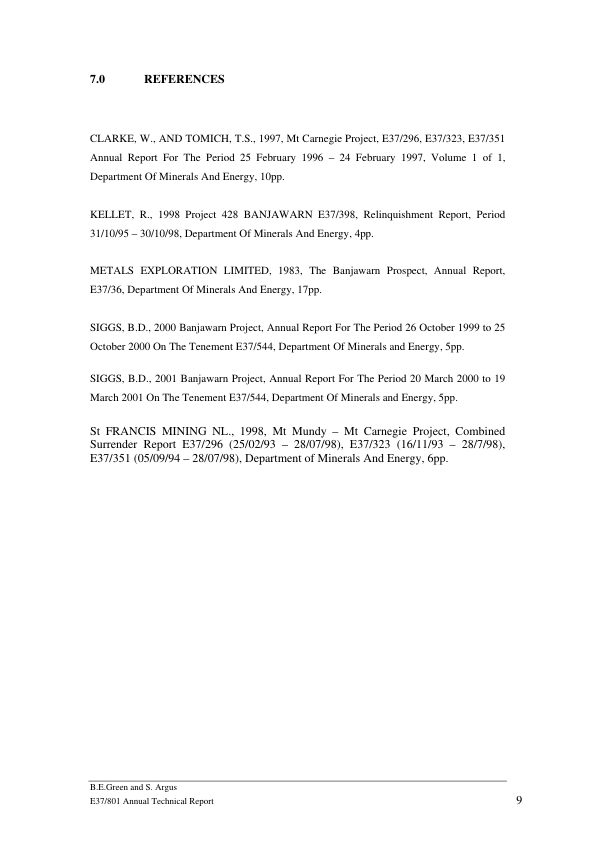 7.0 REFERENCES
CLARKE, W., AND TOMICH, T.S., 1997, Mt Carnegie Project, E37/296, E37/323, E37/351
Annual Report For The Period 25 February 1996 – 24 February 1997, Volume 1 of 1,
Department Of Minerals And Energy, 10pp.
KELLET, R., 1998 Project 428 BANJAWARN E37/398, Relinquishment Report, Period
31/10/95 – 30/10/98, Department Of Minerals And Energy, 4pp.
METALS EXPLORATION LIMITED, 1983, The Banjawarn Prospect, Annual Report,
E37/36, Department Of Minerals And Energy, 17pp.
SIGGS, B.D., 2000 Banjawarn Project, Annual Report For The Period 26 October 1999 to 25
October 2000 On The Tenement E37/544, Department Of Minerals and Energy, 5pp.
SIGGS, B.D., 2001 Banjawarn Project, Annual Report For The Period 20 March 2000 to 19
March 2001 On The Tenement E37/544, Department Of Minerals and Energy, 5pp.
St FRANCIS MINING NL., 1998, Mt Mundy – Mt Carnegie Project, Combined
Surrender Report E37/296 (25/02/93 – 28/07/98), E37/323 (16/11/93 – 28/7/98),
E37/351 (05/09/94 – 28/07/98), Department of Minerals And Energy, 6pp.
B.E.Green and S. Argus
E37/801 Annual Technical Report 9